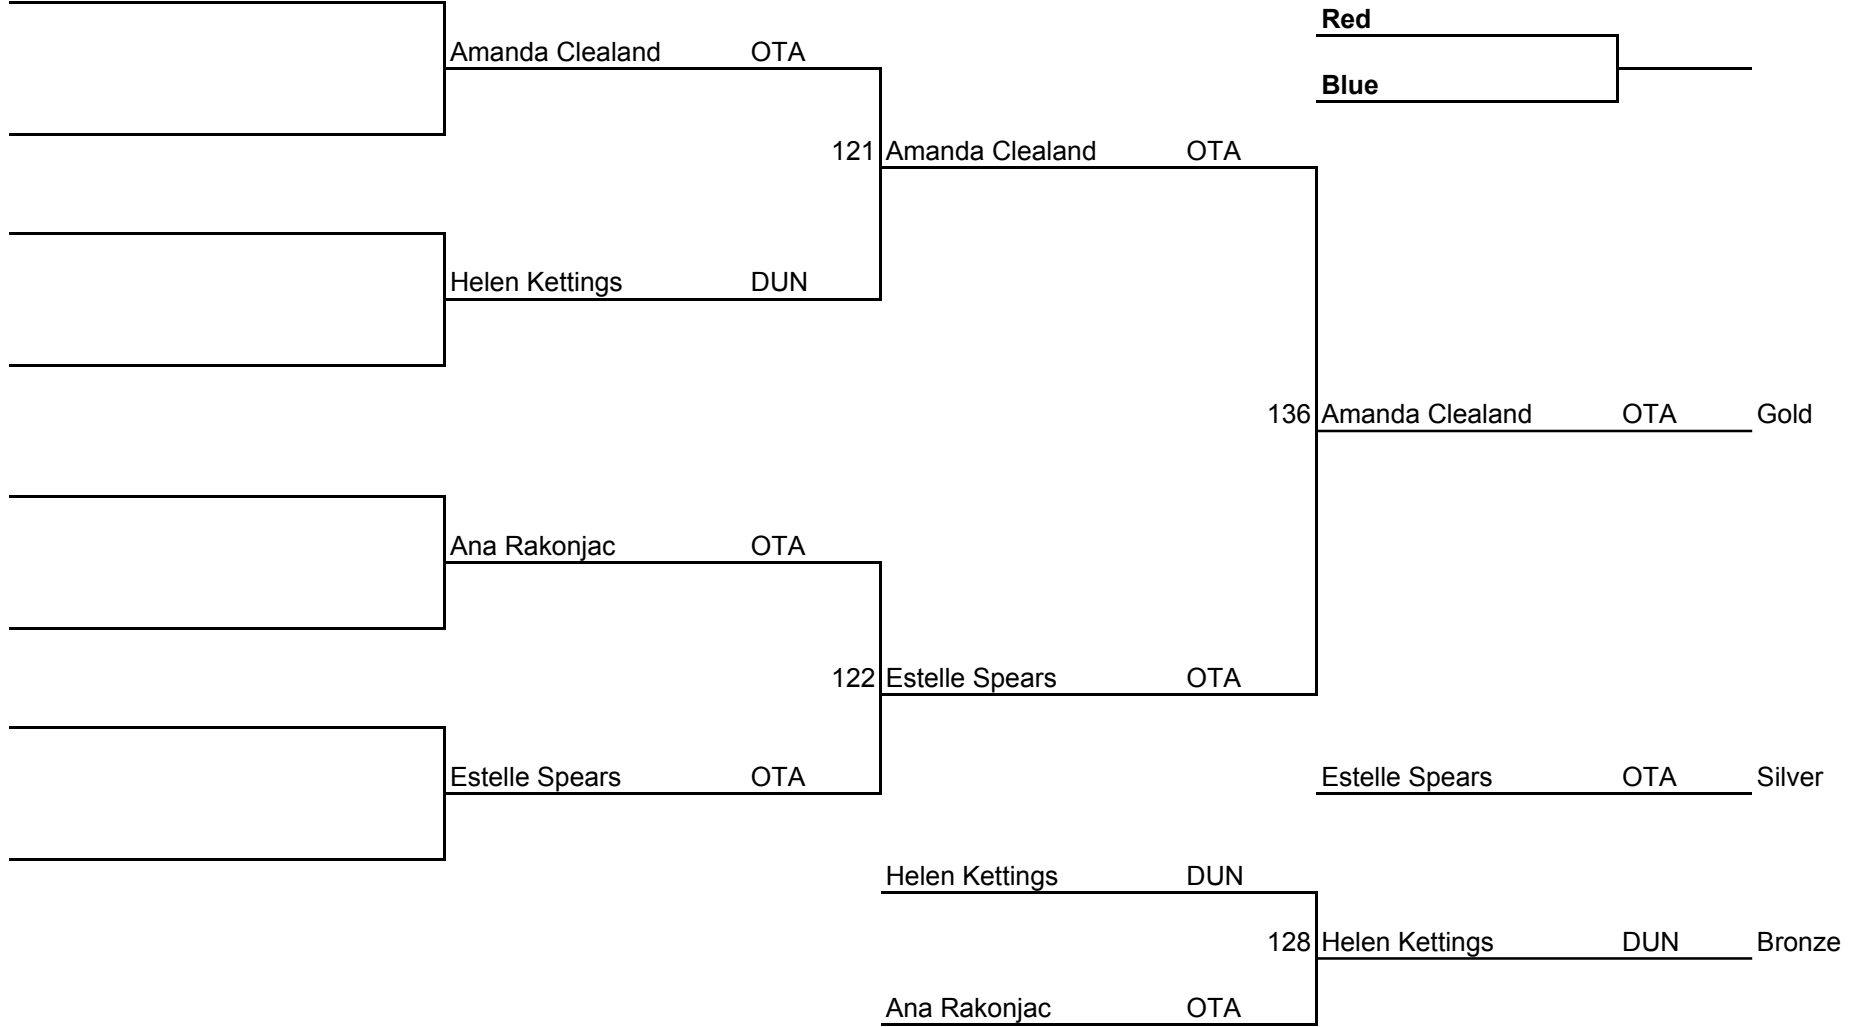 Red
Amanda Clealand OTA
Blue
121 Amanda Clealand OTA
Helen Kettings DUN
136 Amanda Clealand OTA Gold
Ana Rakonjac OTA
122 Estelle Spears OTA
Estelle Spears OTA Estelle Spears OTA Silver
Helen Kettings DUN
128 Helen Kettings DUN Bronze
Ana Rakonjac OTA